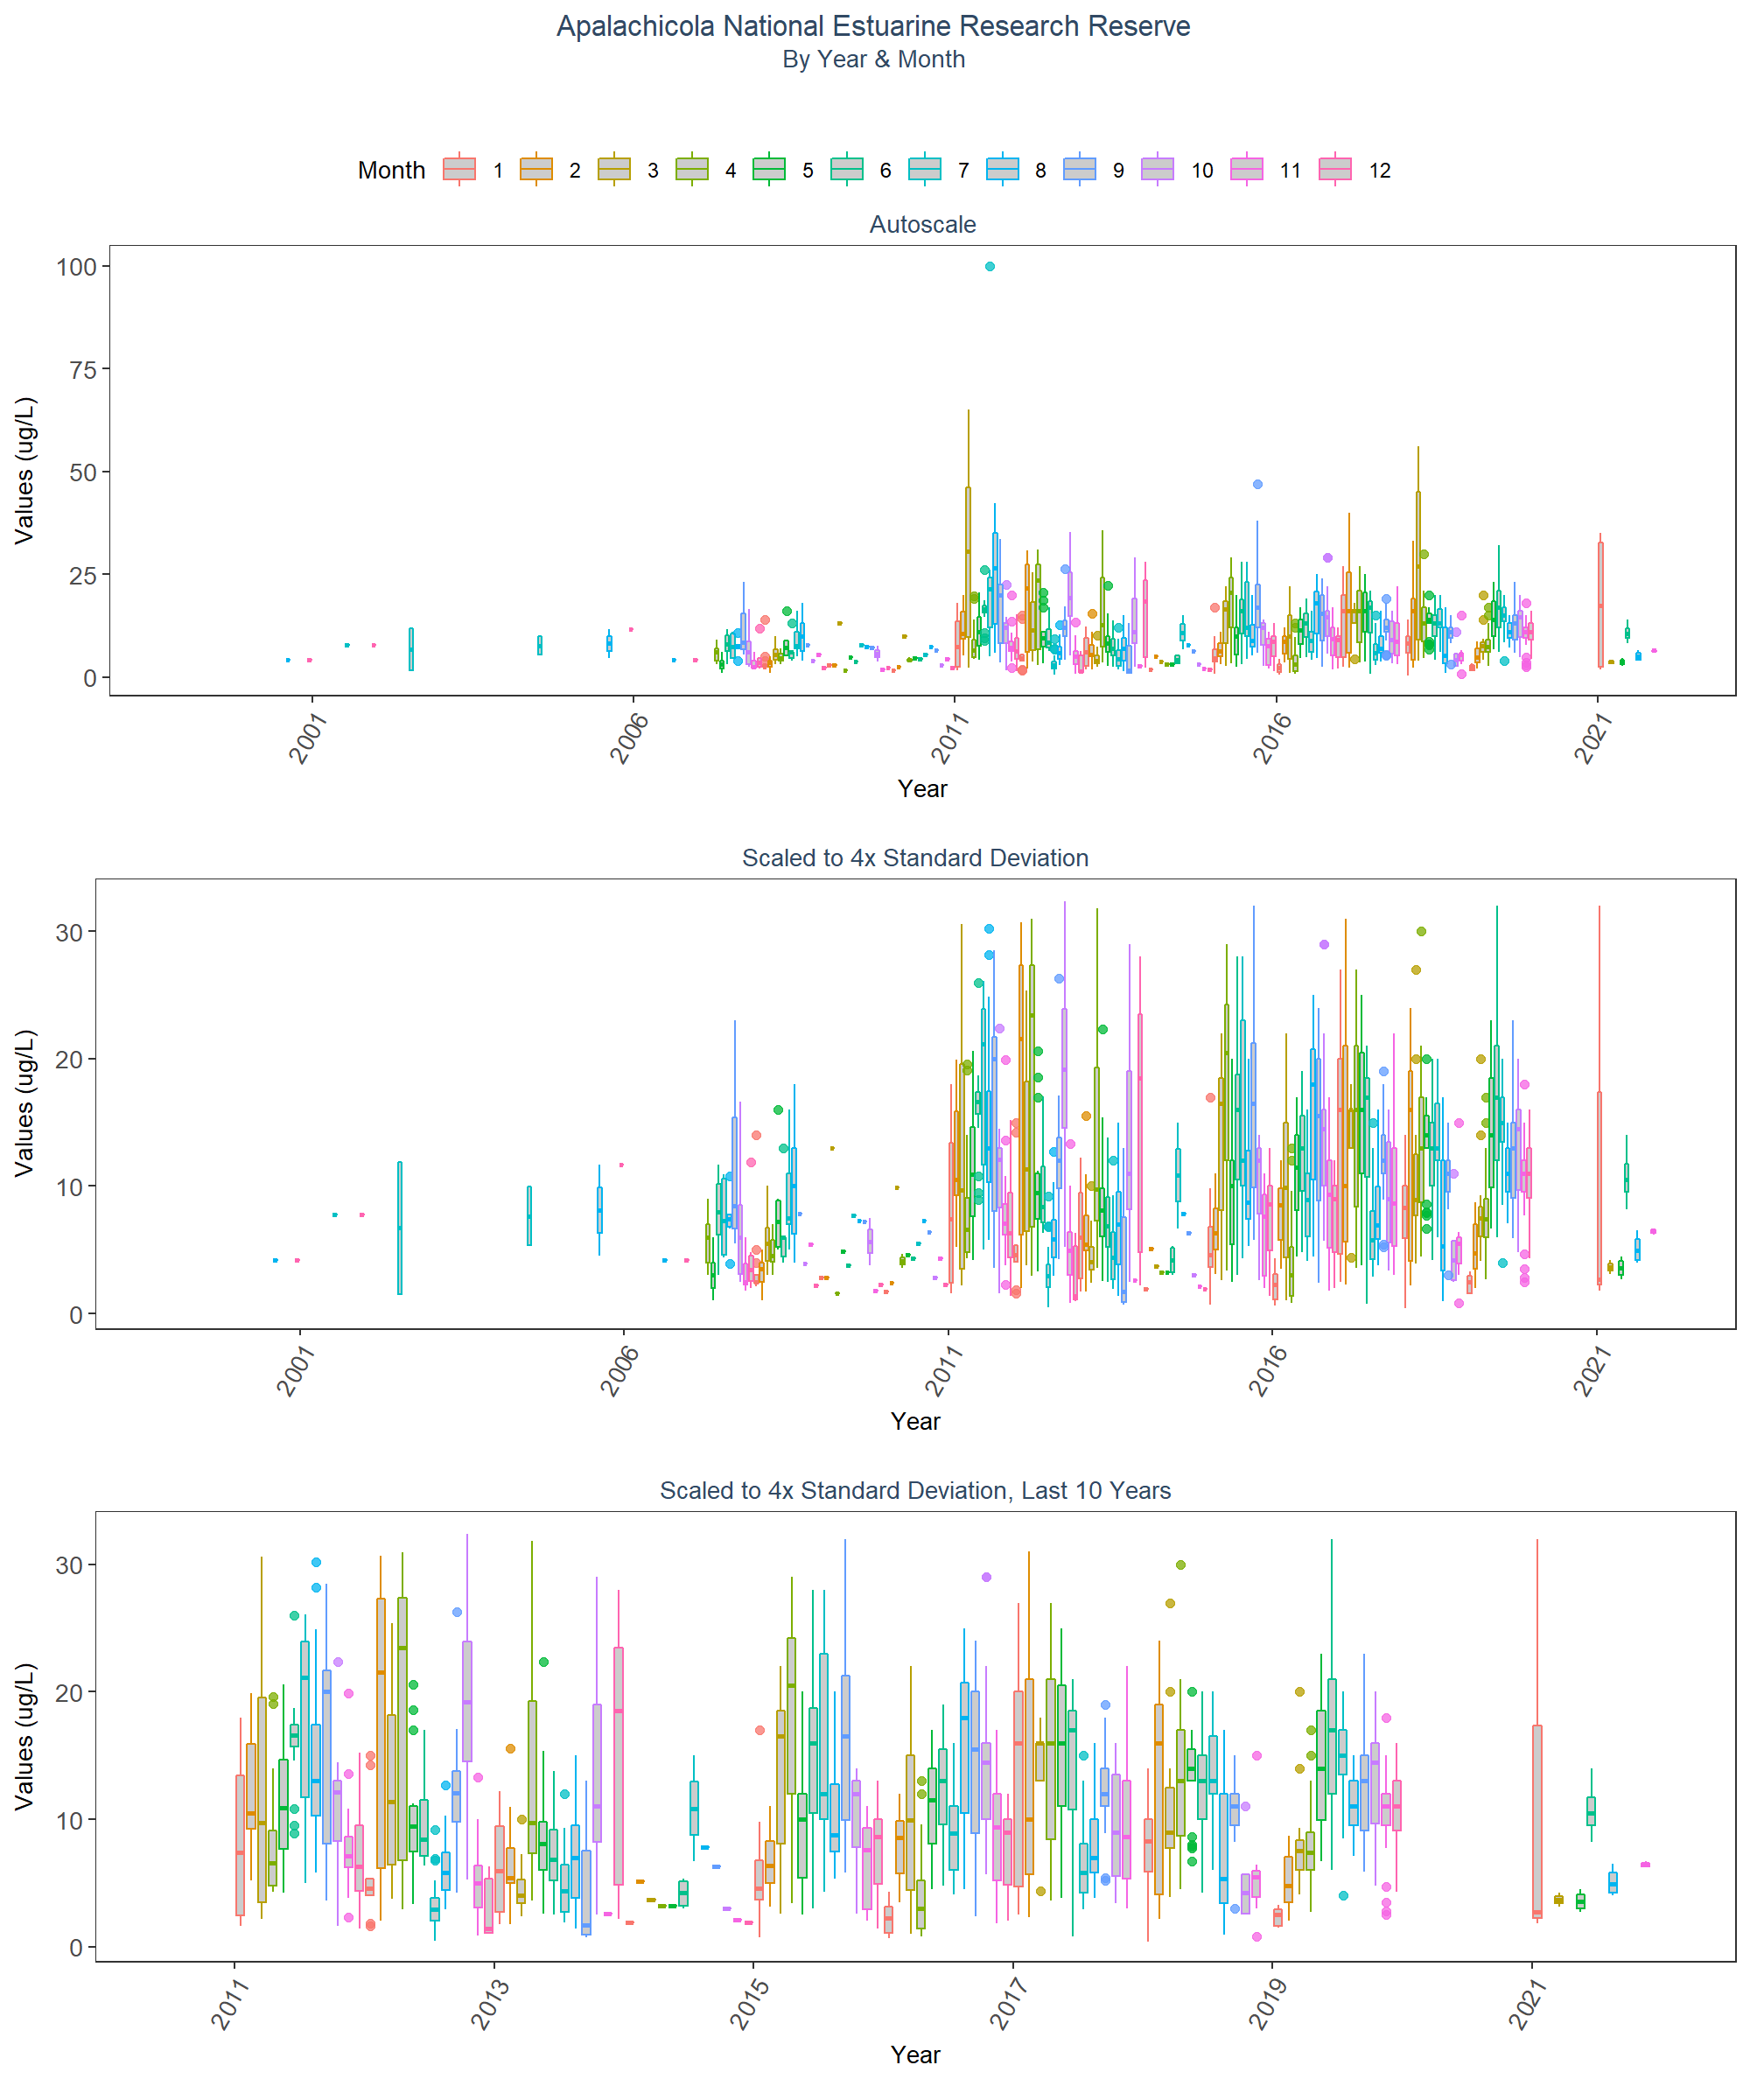 Apalachicola National Estuarine Research Reserve
By Year & Month
Month 1 2 3 4 5 6 7 8 9 10 11 12
Autoscale
100
75
50
25
0
Values (ug/L)
2001 2006 2011 2016 2021
Year
Scaled to 4x Standard Deviation
30
20
10
0
Values (ug/L)
2001 2006 2011 2016 2021
Year
Scaled to 4x Standard Deviation, Last 10 Years
30
20
10
0
Values (ug/L)
2011 2013 2015 2017 2019 2021
Year